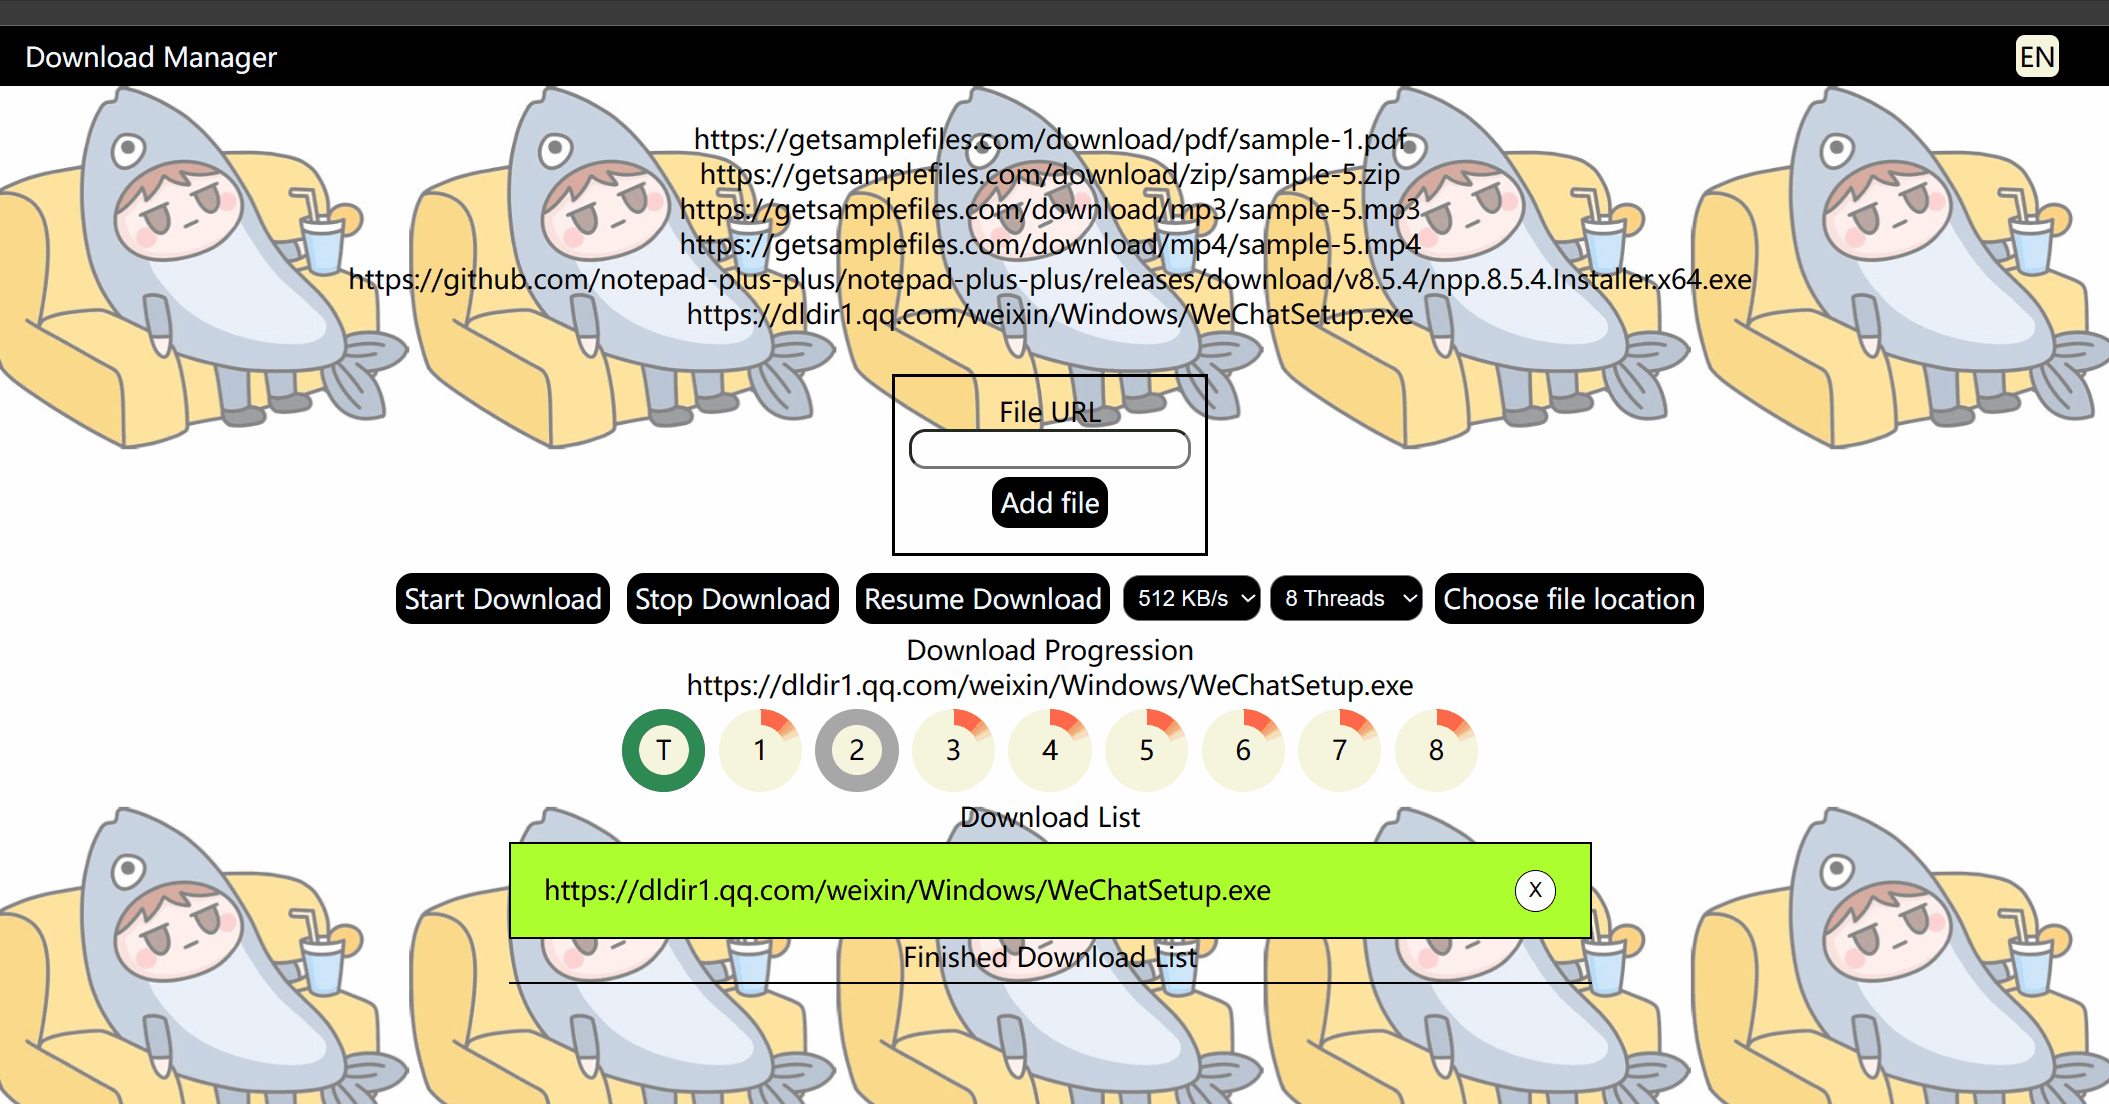 Download Manager
EN
https://getsamplefiles.com/download/pdf/sample-1.pdf
https://getsamplefiles.com/download/zip/sample-5.zip
https://getsamplefiles.com/download/mp3/sample-5.mp3
https://getsamplefiles.com/download/mp4/sample-5.mp4
https://github.com/notepad-plus-plus/notepad-plus-plus/releases/download/v8.5.4/npp.8.5.4.Installer.x64.exe
https://dldir1.qq.com/weixin/Windows/WeChatSetup.exe
File URL
Add file
Start Download Stop Download Resume Download 512 KB/s 8 Threads Choose file location
Download Progression
https://dldir1.qq.com/weixin/Windows/WeChatSetup.exe
T 1 2 3 4 5 6 7 8
Download List
https://dldir1.qq.com/weixin/Windows/WeChatSetup.exe X
Finished Download List